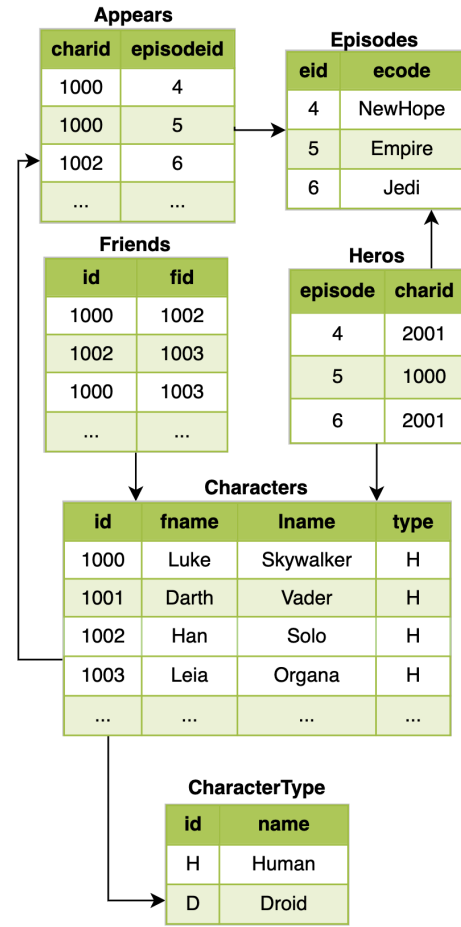 Appears
charid episodeid
1000 4
1000 5
1002 6
... ...
Episodes
eid ecode
4 NewHope
5 Empire
6 Jedi
Friends
id fid
1000 1002
1002 1003
1000 1003
... ...
Heros
episode charid
4 2001
5 1000
6 2001
Characters
id fname lname type
1000 Luke Skywalker H
1001 Darth Vader H
1002 Han Solo H
1003 Leia Organa H
... ... ... ...
CharacterType
id name
H Human
D Droid